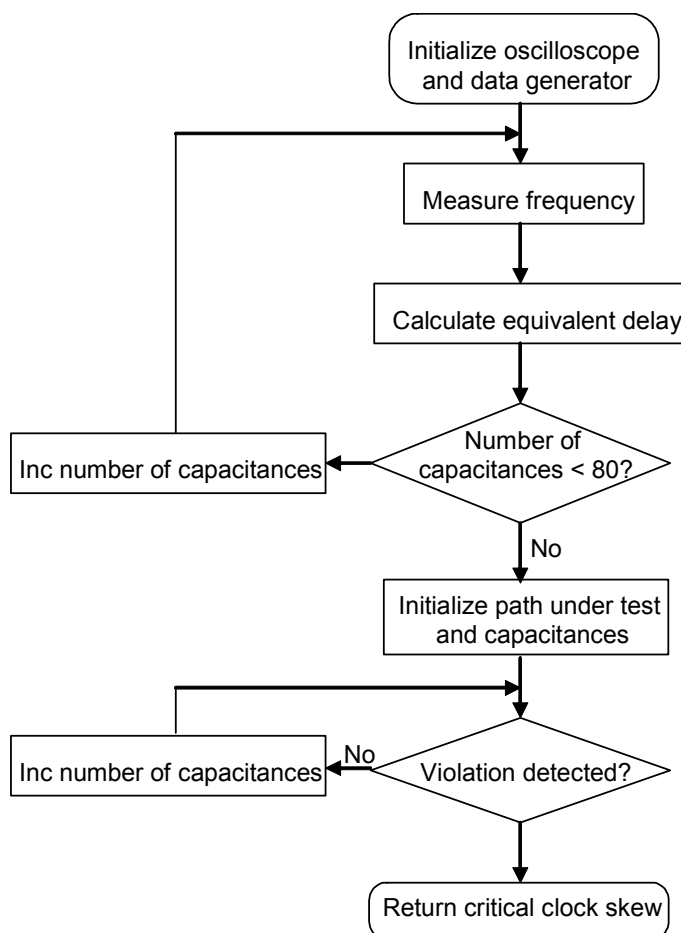 Initialize oscilloscope
and data generator
Measure frequency
Calculate equivalent delay
Number of
capacitances < 80?
Inc number of capacitances
No
Initialize path under test
and capacitances
No
Inc number of capacitances
Violation detected?
Return critical clock skew